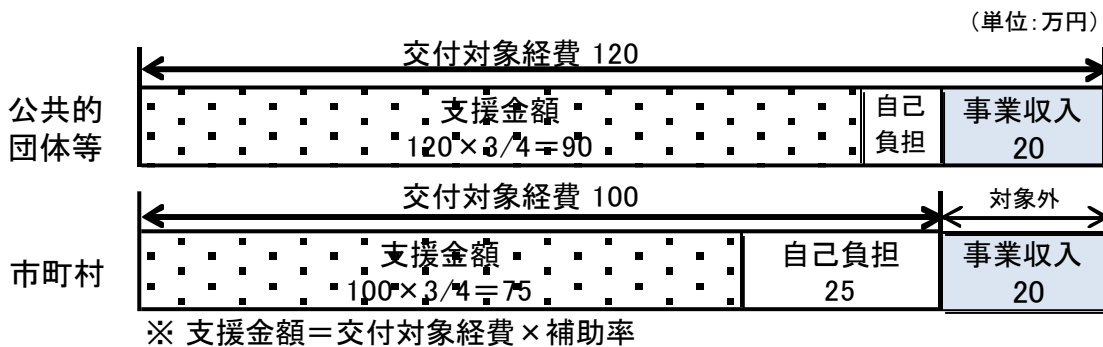 （単位：万円）
交付対象経費 120
公共的
団体等
支援金額
120×3/4＝90
自己
負担
事業収入
20
交付対象経費 100
対象外
市町村
支援金額
100×3/4＝75
自己負担
25
事業収入
20
※ 支援金額＝交付対象経費×補助率